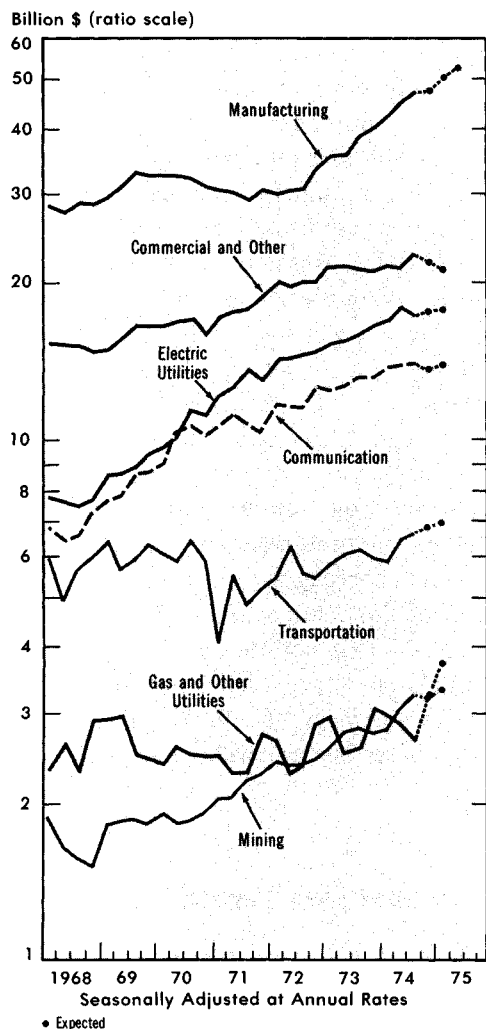 Billion $ (ratio scale)
60
50
40
30
20
10
8
6
4
3
2
1
Manufacturing
Commercial and Other
Electric
Utilities
Communication
Transportation
Gas and Other
Utilities
Mining
1968 69 70 71 72 73 74 75
Seasonally Adjusted at Annual Rates
• Expected